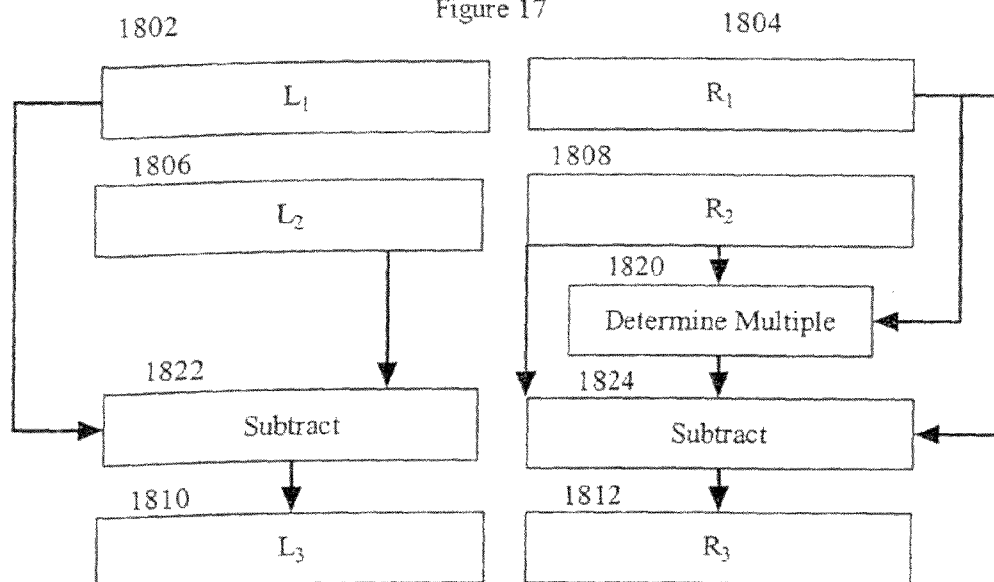 Figure 17
1802
1804
L₁
R₁
1806
1808
L₂
R₂
1820
Determine Multiple
1822
1824
Subtract
Subtract
1810
1812
L₃
R₃